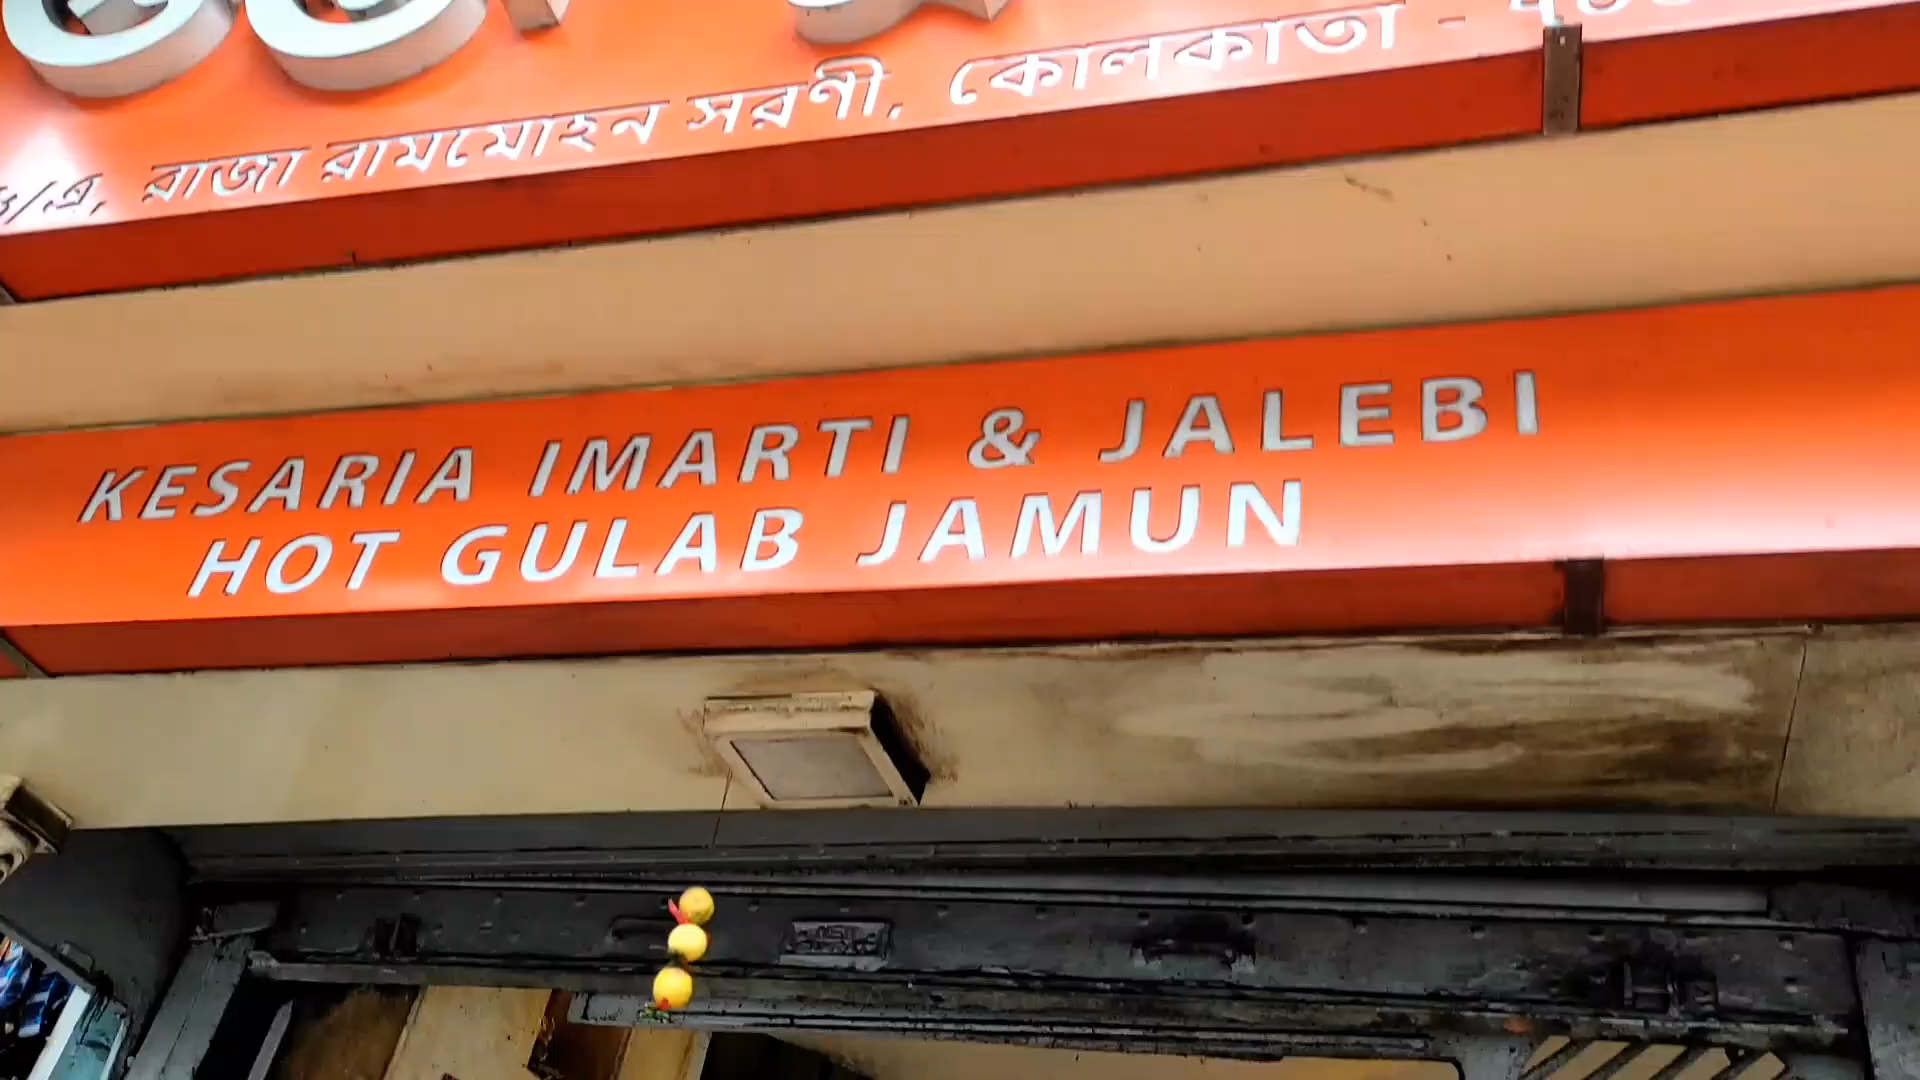 রাজা রামমোহন সরণী, কোলকাতা -
KESARIA IMARTI & JALEBI
HOT GULAB JAMUN